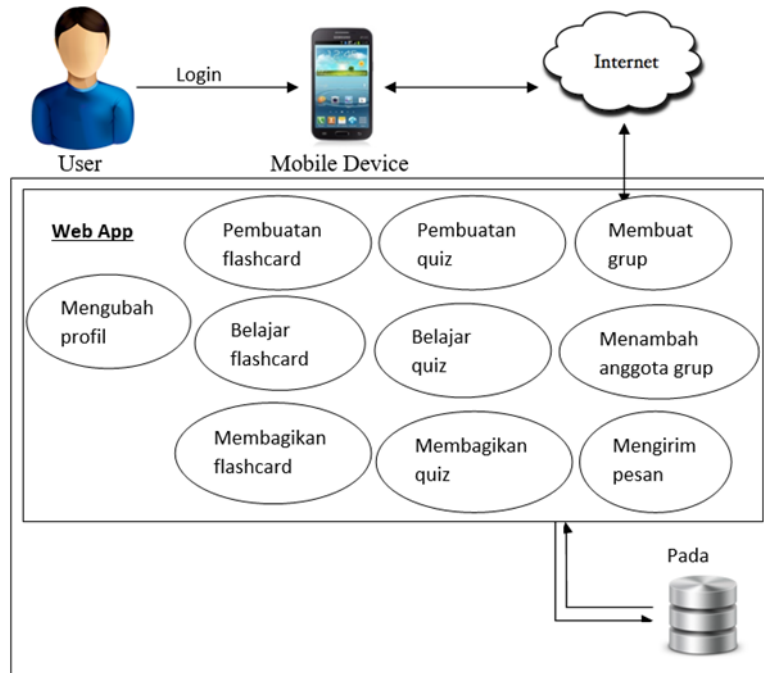 Login
Internet
User
Mobile Device
Web App
Mengubah
profil
Pembuatan
flashcard
Pembuatan
quiz
Membuat
grup
Belajar
flashcard
Belajar
quiz
Menambah
anggota grup
Membagikan
flashcard
Membagikan
quiz
Mengirim
pesan
Pada